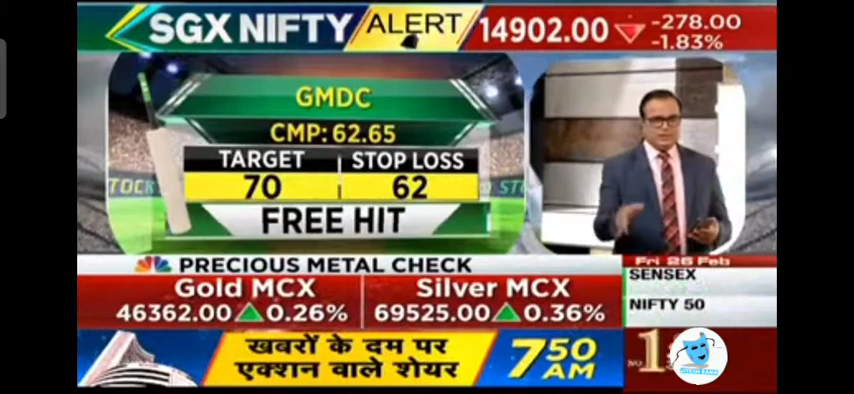 SGX NIFTY ALERT 14902.00 -278.00
-1.83%
GMDC
CMP: 62.65
TARGET STOP LOSS
70 62
FREE HIT
PRECIOUS METAL CHECK
Gold MCX Silver MCX
46362.00 0.26% 69525.00 0.36%
Fri 26 Feb
SENSEX
NIFTY 50
खबरों के दम पर
एक्शन वाले शेयर
7 50 AM
NO 1